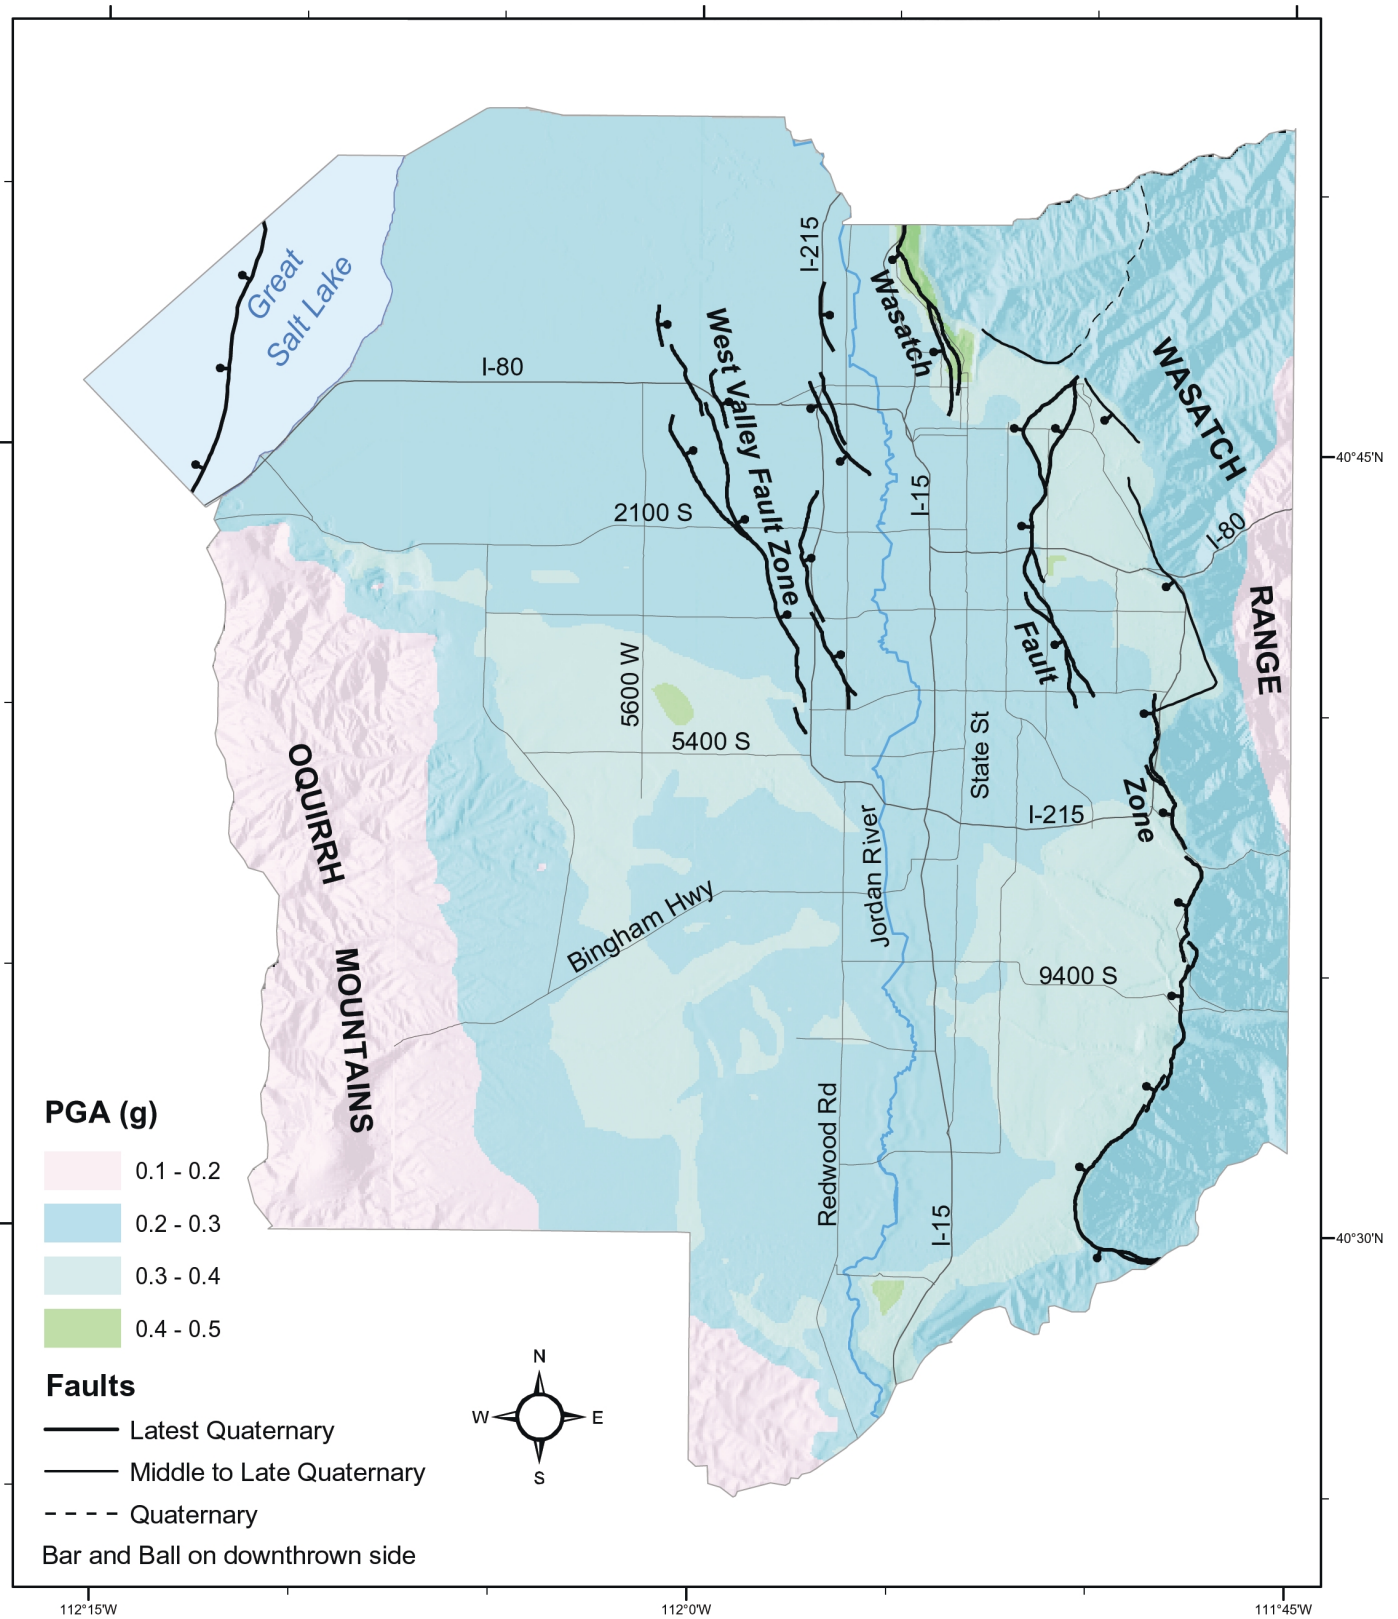 Great
Salt Lake
I-215
Wasatch
West Valley Fault Zone
I-80
WASATCH
40°45'N
I-15
2100 S
I-80
RANGE
Fault
5600 W
5400 S
State St
Zone
I-215
OQUIRRH
Jordan River
Bingham Hwy
MOUNTAINS
9400 S
Redwood Rd
I-15
40°30'N
PGA (g)
0.1 - 0.2
0.2 - 0.3
0.3 - 0.4
0.4 - 0.5
Faults
Latest Quaternary
Middle to Late Quaternary
Quaternary
Bar and Ball on downthrown side
N
W
E
S
112°15'W
112°0'W
111°45'W